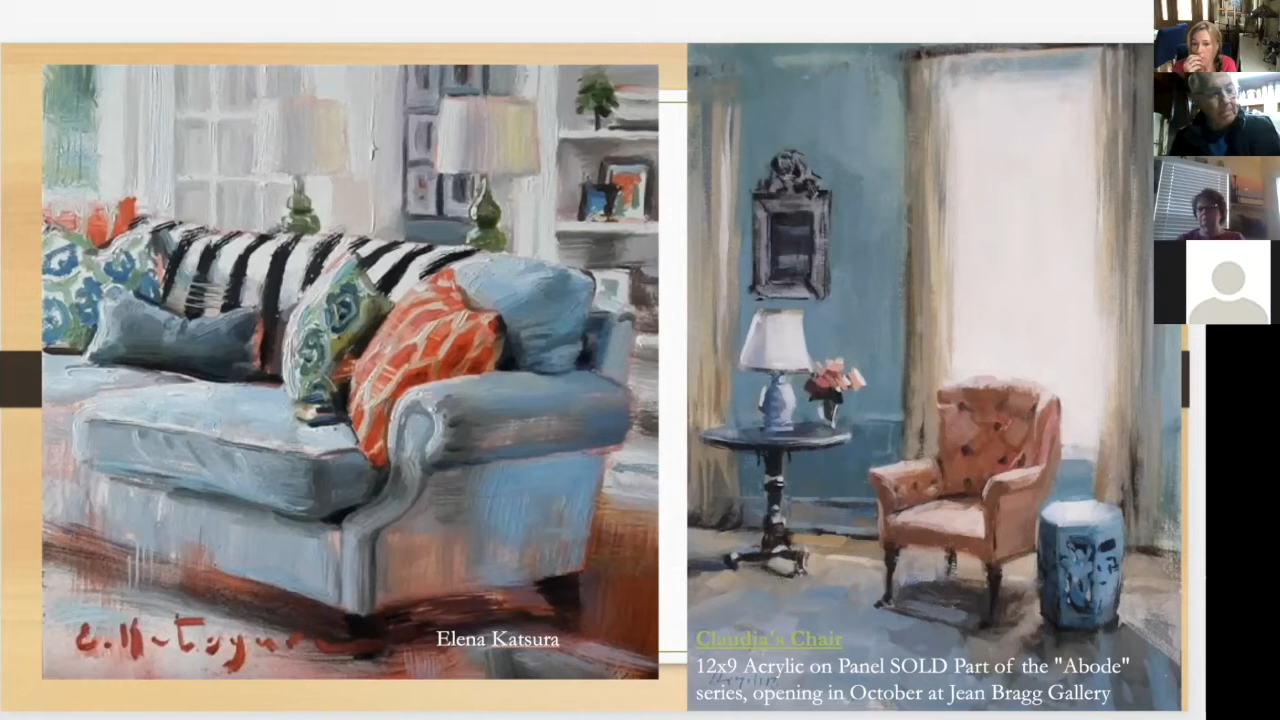 Elena Katsura
Claudia's Chair
12x9 Acrylic on Panel SOLD Part of the "Abode"
series, opening in October at Jean Bragg Gallery